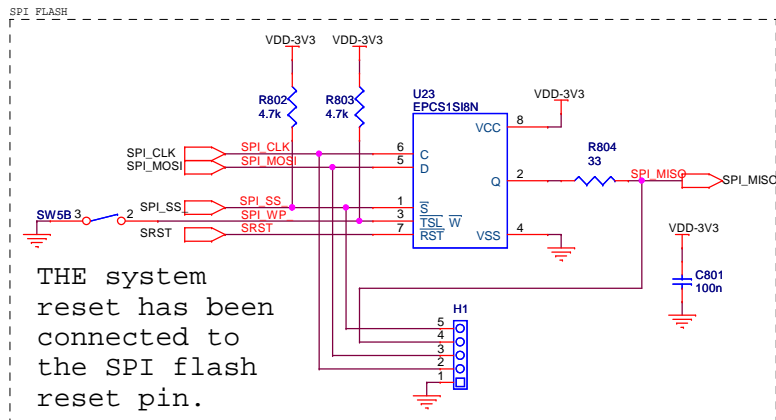 SPI FLASH
VDD-3V3 VDD-3V3
R802 4.7k
R803 4.7k
U23
EPCS1SI8N
VDD-3V3
VCC 8
R804
33
SPI_CLK SPI_CLK 6 C
SPI_MOSI SPI_MOSI 5 D
Q 2 SPI_MISO SPI_MISO
SPI_SS_ SPI_SS_ 1 S
SW5B 3 2 SPI_WP_ 3 TSL W
SRST SRST 7 RST
VSS 4
VDD-3V3
C801
100n
THE system
reset has been
connected to
the SPI flash
reset pin.
H1
5
4
3
2
1